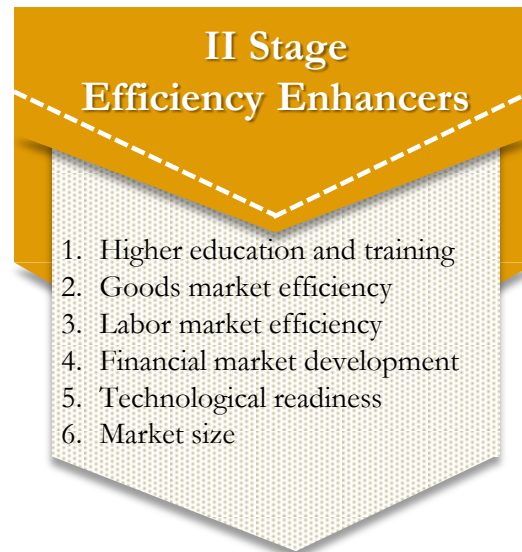 II Stage
Efficiency Enhancers
1. Higher education and training
2. Goods market efficiency
3. Labor market efficiency
4. Financial market development
5. Technological readiness
6. Market size